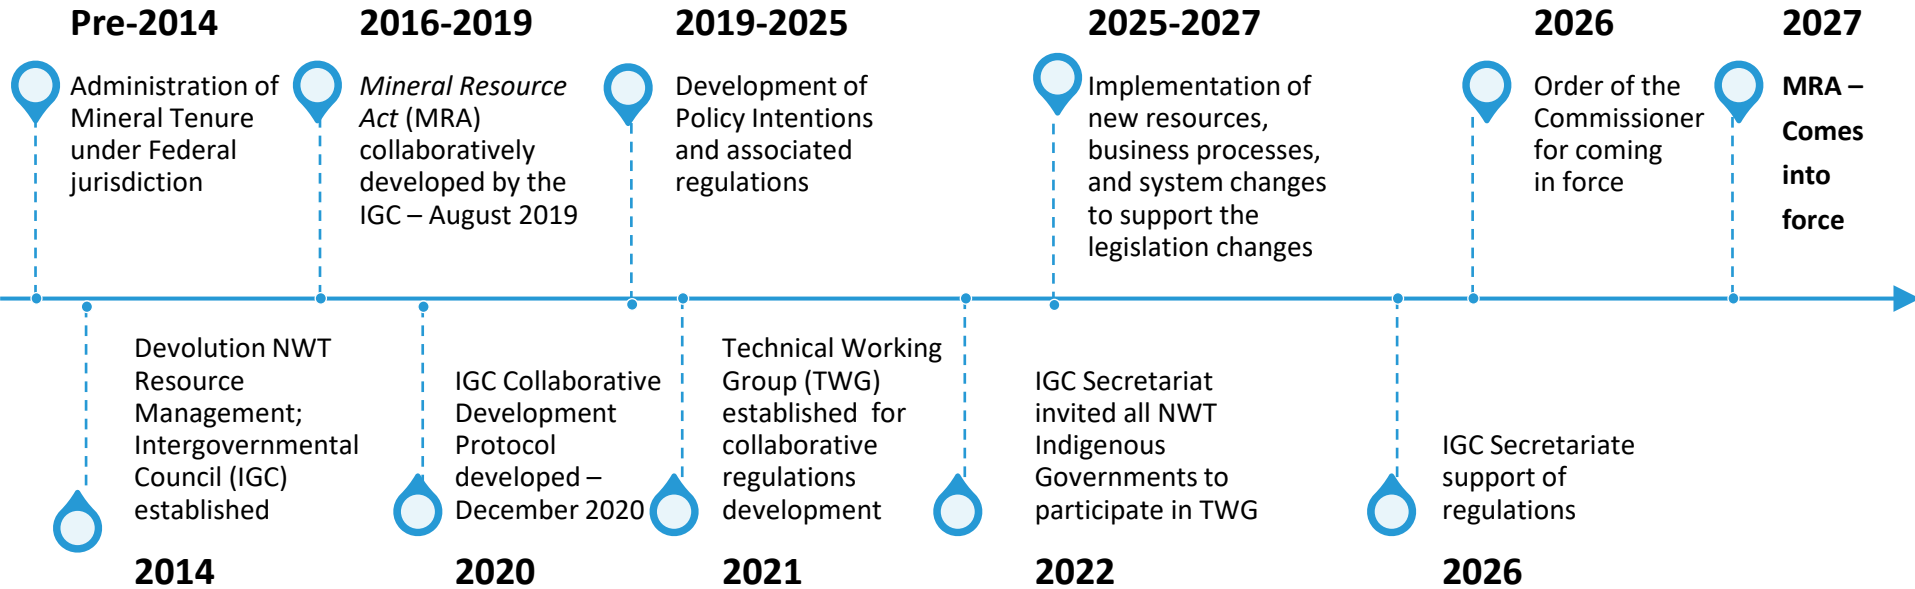 Pre-2014
Administration of
Mineral Tenure
under Federal
jurisdiction
2016-2019
Mineral Resource
Act (MRA)
collaboratively
developed by the
IGC – August 2019
2019-2025
Development of
Policy Intentions
and associated
regulations
2025-2027
Implementation of
new resources,
business processes,
and system changes
to support the
legislation changes
2026
Order of the
Commissioner
for coming
in force
2027
MRA –
Comes
into
force
Devolution NWT
Resource
Management;
Intergovernmental
Council (IGC)
established
2014
IGC Collaborative
Development
Protocol
developed –
December 2020
2020
Technical Working
Group (TWG)
established for
collaborative
regulations
development
2021
IGC Secretariat
invited all NWT
Indigenous
Governments to
participate in TWG
2022
IGC Secretariate
support of
regulations
2026